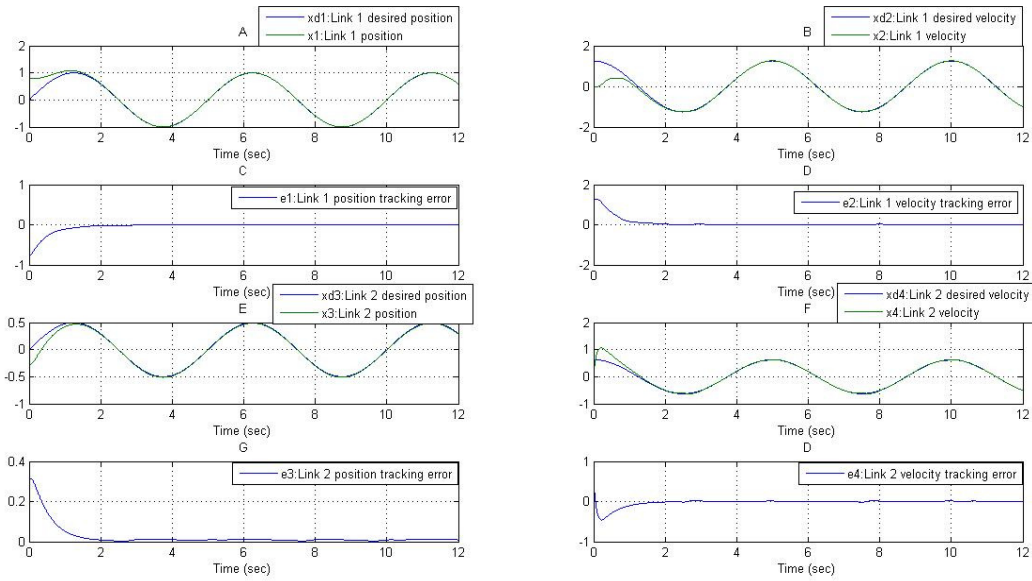 xd1:Link 1 desired position
x1:Link 1 position
A
2
1
0
-1
0 2 4 6 8 10 12
Time (sec)
xd2:Link 1 desired velocity
x2:Link 1 velocity
B
2
0
-2
0 2 4 6 8 10 12
Time (sec)
C
e1:Link 1 position tracking error
1
0
-1
0 2 4 6 8 10 12
Time (sec)
D
e2:Link 1 velocity tracking error
2
0
-2
0 2 4 6 8 10 12
Time (sec)
xd3:Link 2 desired position
x3:Link 2 position
E
0.5
0
-0.5
-1
0 2 4 6 8 10 12
Time (sec)
xd4:Link 2 desired velocity
x4:Link 2 velocity
F
2
1
0
-1
0 2 4 6 8 10 12
Time (sec)
G
e3:Link 2 position tracking error
0.4
0.2
0
0 2 4 6 8 10 12
Time (sec)
D
e4:Link 2 velocity tracking error
1
0
-1
0 2 4 6 8 10 12
Time (sec)